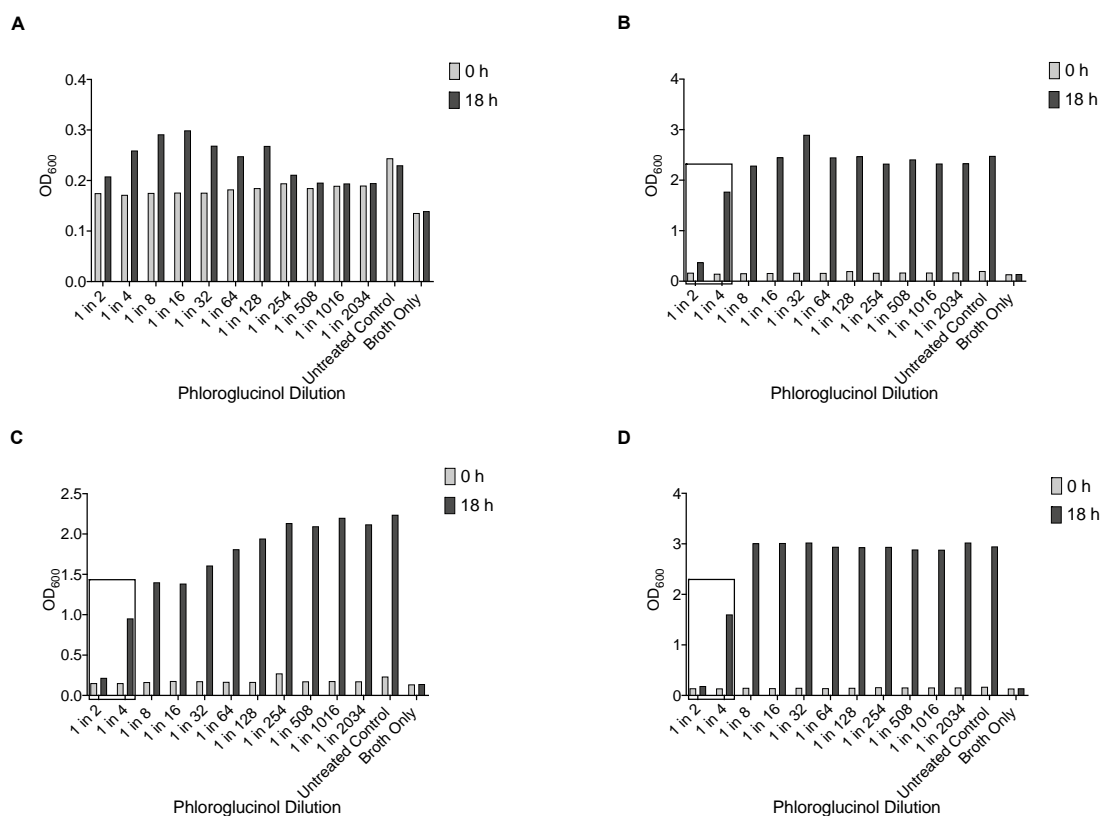 A
0 h
18 h
0.4
0.3
0.2
0.1
0.0
OD600
1 in 2
1 in 4
1 in 8
1 in 16
1 in 32
1 in 64
1 in 128
1 in 254
1 in 508
1 in 1016
1 in 2034
Untreated Control
Broth Only
Phloroglucinol Dilution
B
0 h
18 h
4
3
2
1
0
OD600
1 in 2
1 in 4
1 in 8
1 in 16
1 in 32
1 in 64
1 in 128
1 in 254
1 in 508
1 in 1016
1 in 2034
Untreated Control
Broth Only
Phloroglucinol Dilution
C
0 h
18 h
2.5
2.0
1.5
1.0
0.5
0.0
OD600
1 in 2
1 in 4
1 in 8
1 in 16
1 in 32
1 in 64
1 in 128
1 in 254
1 in 508
1 in 1016
1 in 2034
Untreated Control
Broth Only
Phloroglucinol Dilution
D
0 h
18 h
4
3
2
1
0
OD600
1 in 2
1 in 4
1 in 8
1 in 16
1 in 32
1 in 64
1 in 128
1 in 254
1 in 508
1 in 1016
1 in 2034
Untreated Control
Broth Only
Phloroglucinol Dilution